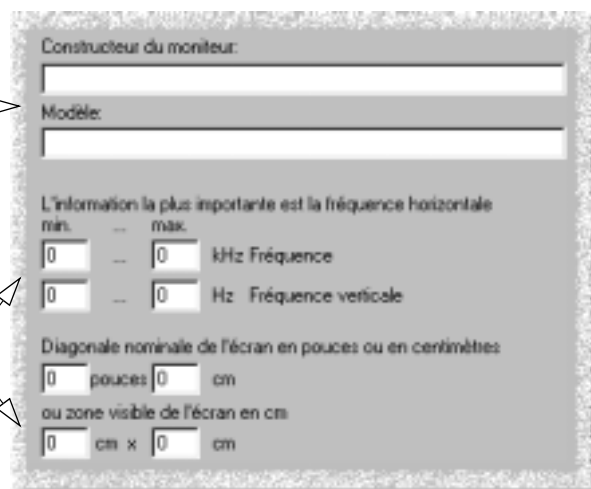 Constructeur du moniteur:
Modèle:
L'information la plus importante est la fréquence horizontale
min. ... max.
0 ... 0 kHz Fréquence
0 ... 0 Hz Fréquence verticale
Diagonale nominale de l'écran en pouces ou en centimètres
0 pouces 0 cm
ou zone visible de l'écran en cm
0 cm x 0 cm